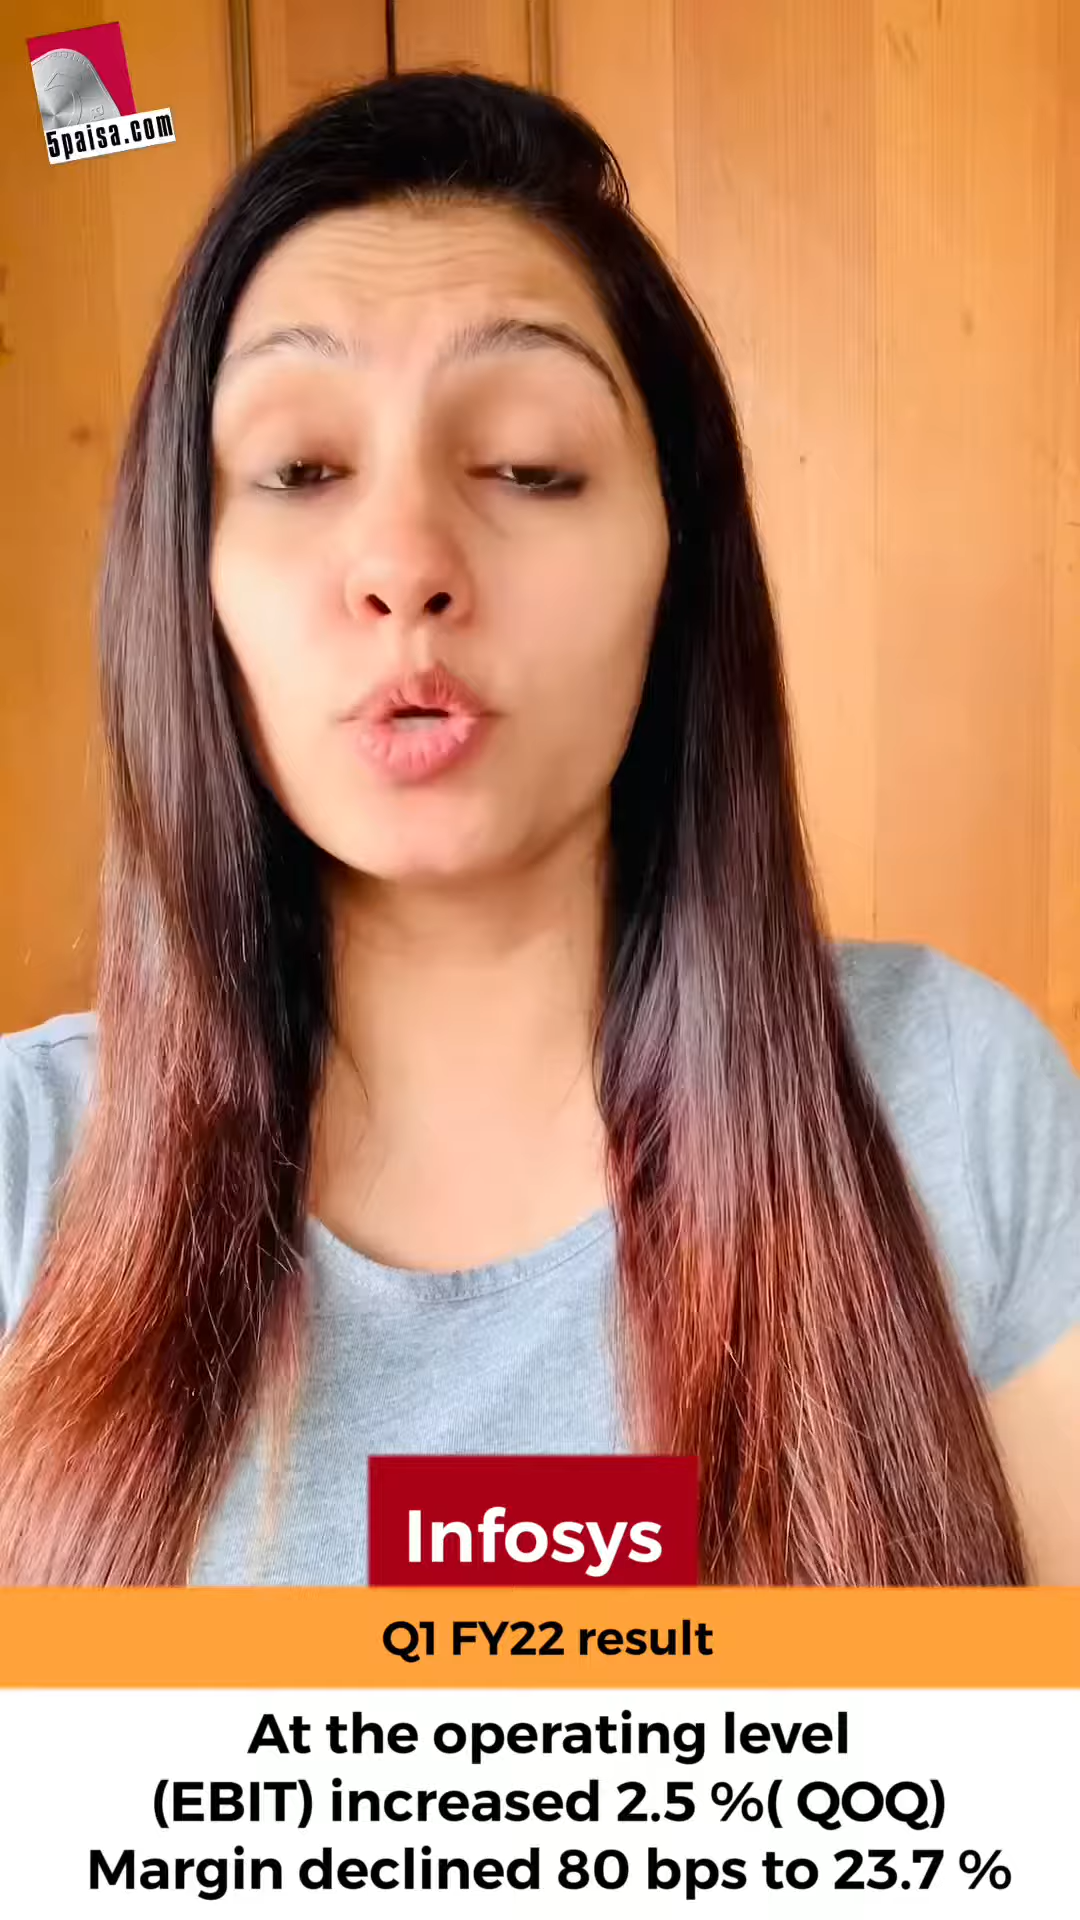 5paisa.com
Infosys
Q1 FY22 result
At the operating level
(EBIT) increased 2.5 %( QOQ)
Margin declined 80 bps to 23.7 %